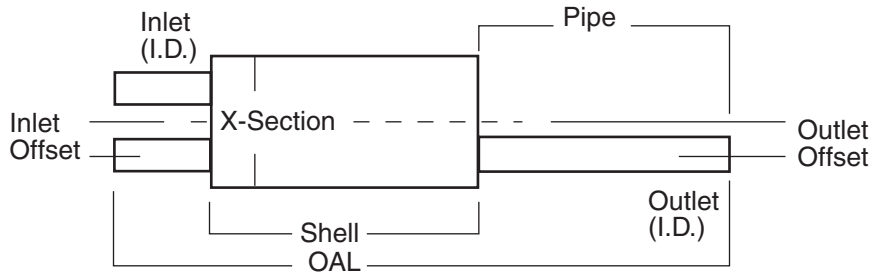 Pipe
Inlet
(I.D.)
X-Section
Inlet
Offset
Outlet
Offset
Outlet
(I.D.)
Shell
OAL